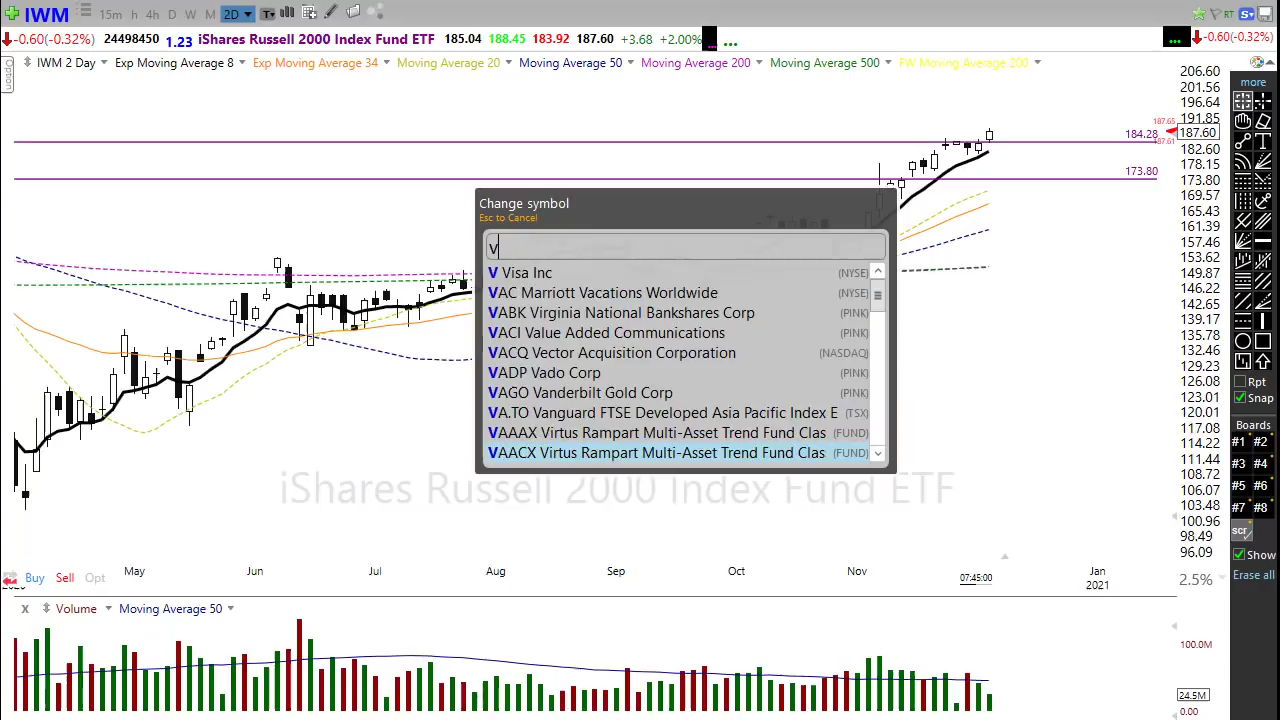 IWM 15m h 4h D W M 2D T RT S
-0.60(-0.32%) 24498450 1.23 iShares Russell 2000 Index Fund ETF 185.04 188.45 183.92 187.60 +3.68 +2.00% ... ... -0.60(-0.32%)
Option
IWM 2 Day Exp Moving Average 8 Exp Moving Average 34 Moving Average 20 Moving Average 50 Moving Average 200 Moving Average 500 FW Moving Average 200
206.60
201.56
196.64
191.85
187.65
187.60
187.61
184.28
182.60
178.15
173.80
173.80
169.57
165.43
161.39
157.46
153.62
149.87
146.22
142.65
139.17
135.78
132.46
129.23
126.08
123.01
120.01
117.08
114.22
111.44
108.72
106.07
103.48
100.96
98.49
96.09
Change symbol
Esc to Cancel
V
V Visa Inc (NYSE)
VAC Marriott Vacations Worldwide (NYSE)
VABK Virginia National Bankshares Corp (PINK)
VACI Value Added Communications (PINK)
VACQ Vector Acquisition Corporation (NASDAQ)
VADP Vado Corp (PINK)
VAGO Vanderbilt Gold Corp (PINK)
VA.TO Vanguard FTSE Developed Asia Pacific Index E (TSX)
VAAAX Virtus Rampart Multi-Asset Trend Fund Clas (FUND)
VAACX Virtus Rampart Multi-Asset Trend Fund Clas (FUND)
iShares Russell 2000 Index Fund ETF
more
T
Rpt
Snap
Boards
#1 #2
#3 #4
#5 #6
#7 #8
scr
Show
Erase all
Buy Sell Opt
May Jun Jul Aug Sep Oct Nov Jan
07:45:00 2021
2.5%
x Volume Moving Average 50
100.0M
24.5M
0.00